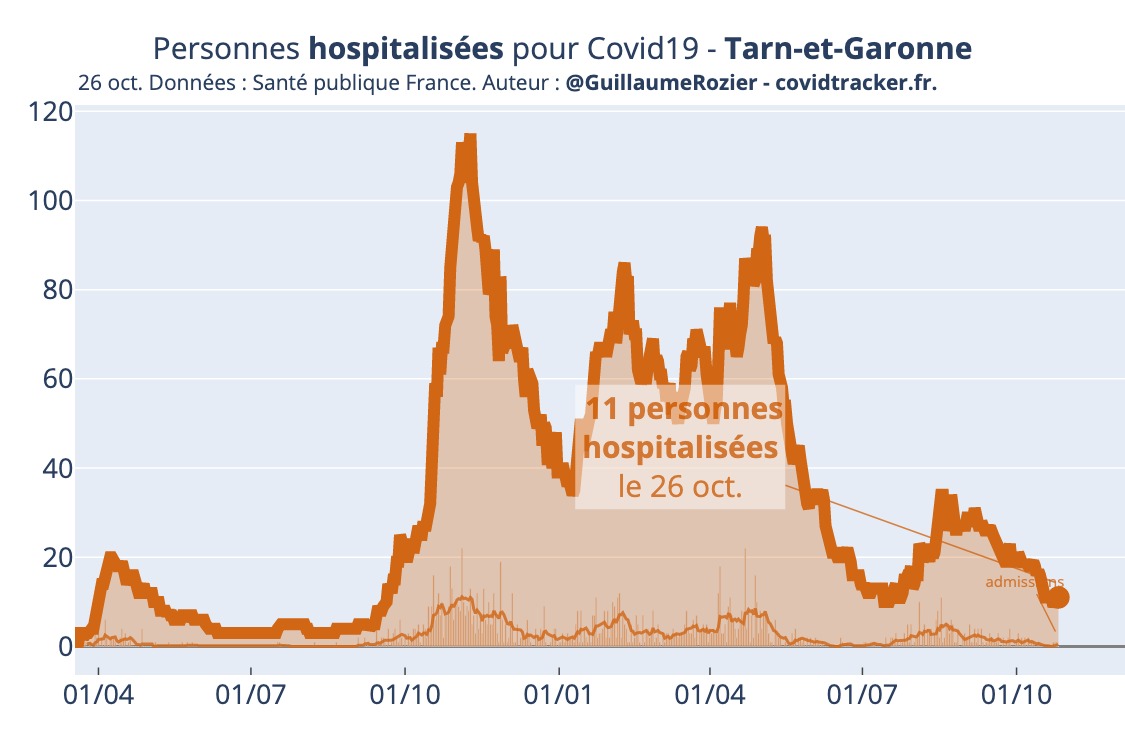 Personnes hospitalisées pour Covid19 - Tarn-et-Garonne
26 oct. Données : Santé publique France. Auteur : @GuillaumeRozier - covidtracker.fr.
120
100
80
60
40
20
0
11 personnes
hospitalisées
le 26 oct.
admissions
01/04 01/07 01/10 01/01 01/04 01/07 01/10